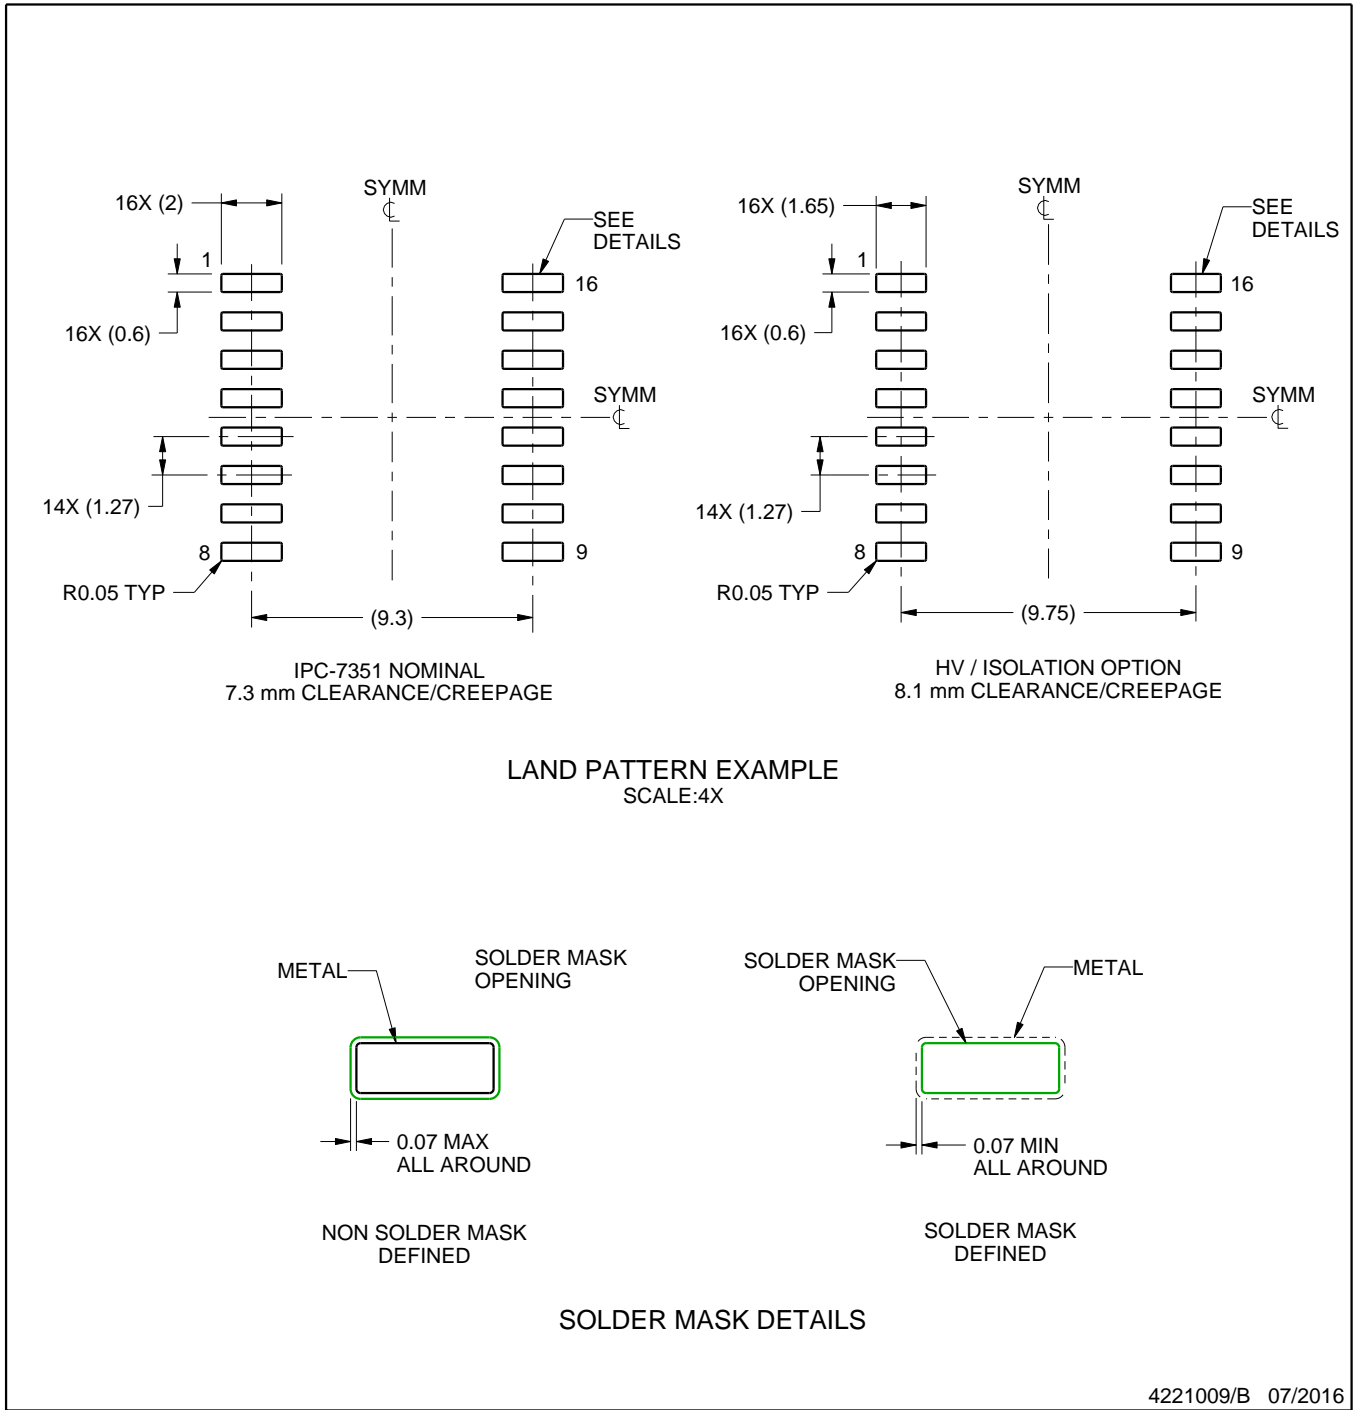 SYMM
℄
16X (2)
SEE
DETAILS
1
16
16X (0.6)
SYMM
℄
14X (1.27)
8
9
R0.05 TYP
(9.3)
IPC-7351 NOMINAL
7.3 mm CLEARANCE/CREEPAGE
SYMM
℄
16X (1.65)
SEE
DETAILS
1
16
16X (0.6)
SYMM
℄
14X (1.27)
8
9
R0.05 TYP
(9.75)
HV / ISOLATION OPTION
8.1 mm CLEARANCE/CREEPAGE
LAND PATTERN EXAMPLE
SCALE:4X
METAL
SOLDER MASK
OPENING
0.07 MAX
ALL AROUND
NON SOLDER MASK
DEFINED
SOLDER MASK
OPENING
METAL
0.07 MIN
ALL AROUND
SOLDER MASK
DEFINED
SOLDER MASK DETAILS
4221009/B 07/2016